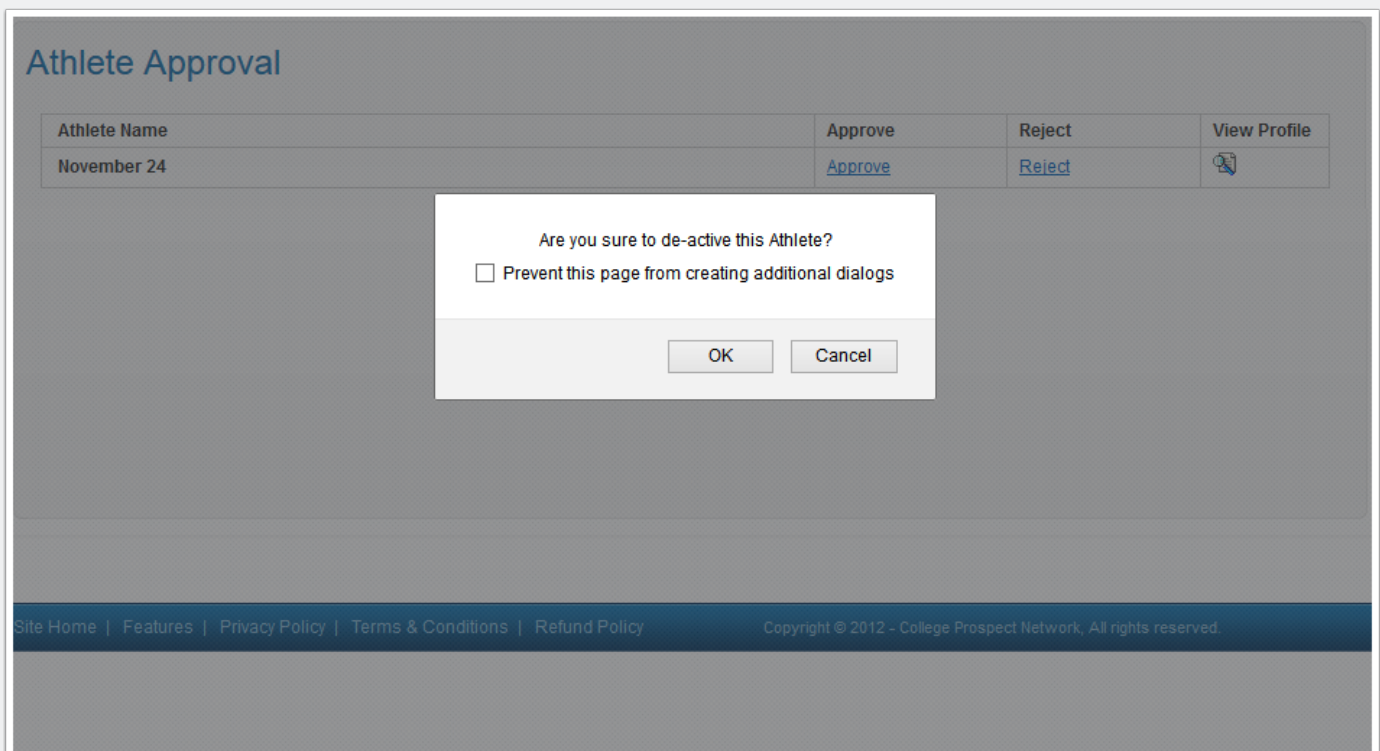 Athlete Approval
Athlete Name Approve Reject View Profile
November 24 Approve Reject
Are you sure to de-active this Athlete?
Prevent this page from creating additional dialogs
OK Cancel
Site Home | Features | Privacy Policy | Terms & Conditions | Refund Policy Copyright © 2012 - College Prospect Network, All rights reserved.